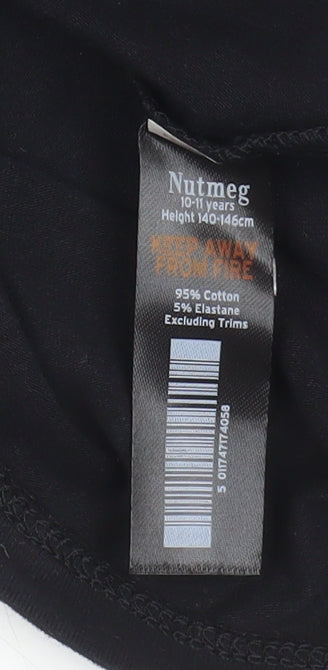 Nutmeg
10-11 years
Height 140-146cm
KEEP AWAY
FROM FIRE
95% Cotton
5% Elastane
Excluding Trims
5 011747174058